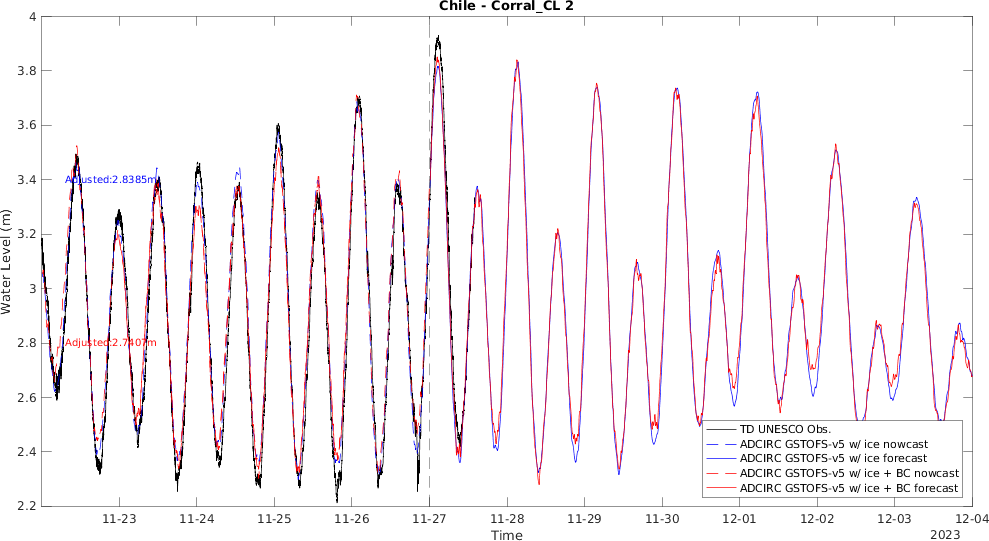 Chile - Corral_CL 2
Water Level (m)
4
3.8
3.6
3.4
3.2
3
2.8
2.6
2.4
2.2
Adjusted:2.8385m
Adjusted:2.7407m
TD UNESCO Obs.
ADCIRC GSTOFS-v5 w/ ice nowcast
ADCIRC GSTOFS-v5 w/ ice forecast
ADCIRC GSTOFS-v5 w/ ice + BC nowcast
ADCIRC GSTOFS-v5 w/ ice + BC forecast
11-23 11-24 11-25 11-26 11-27 11-28 11-29 11-30 12-01 12-02 12-03 12-04
Time
2023